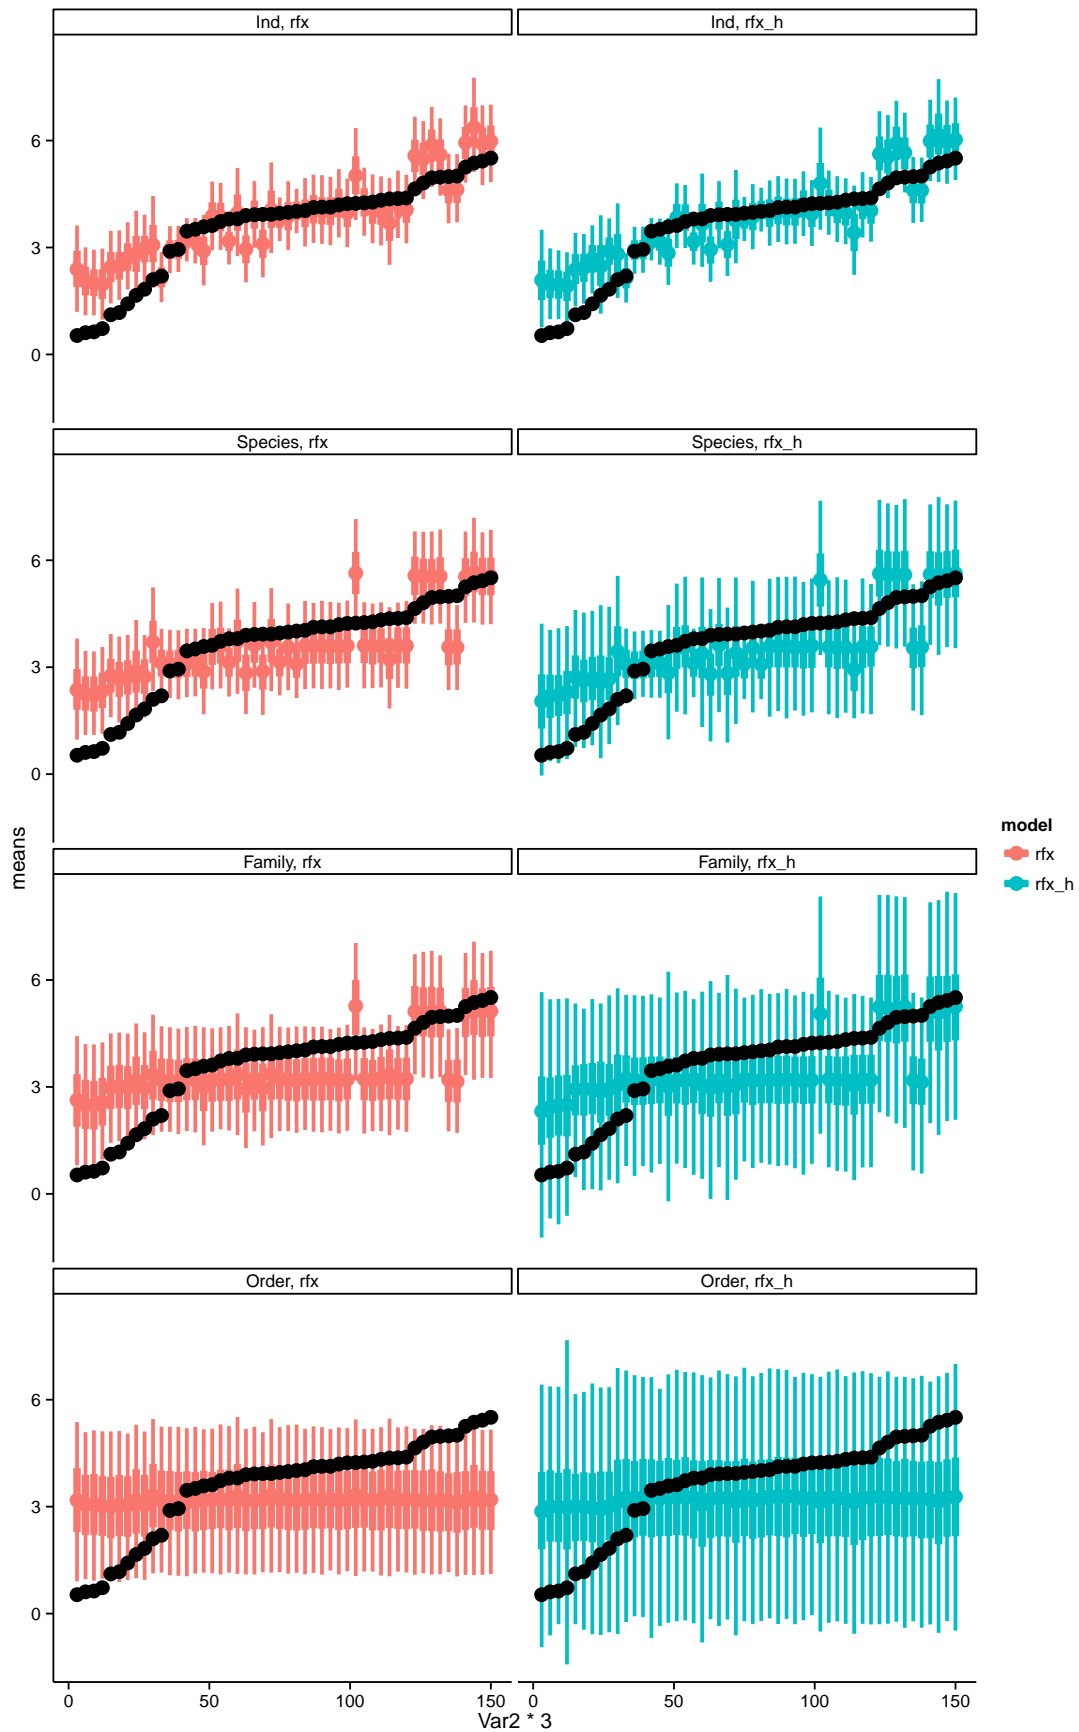 Ind, rfx
Ind, rfx_h
6
3
0
Species, rfx
Species, rfx_h
6
3
0
means
Family, rfx
Family, rfx_h
6
3
0
model
rfx
rfx_h
Order, rfx
Order, rfx_h
6
3
0
0 50 100 150 0 50 100 150
Var2 * 3